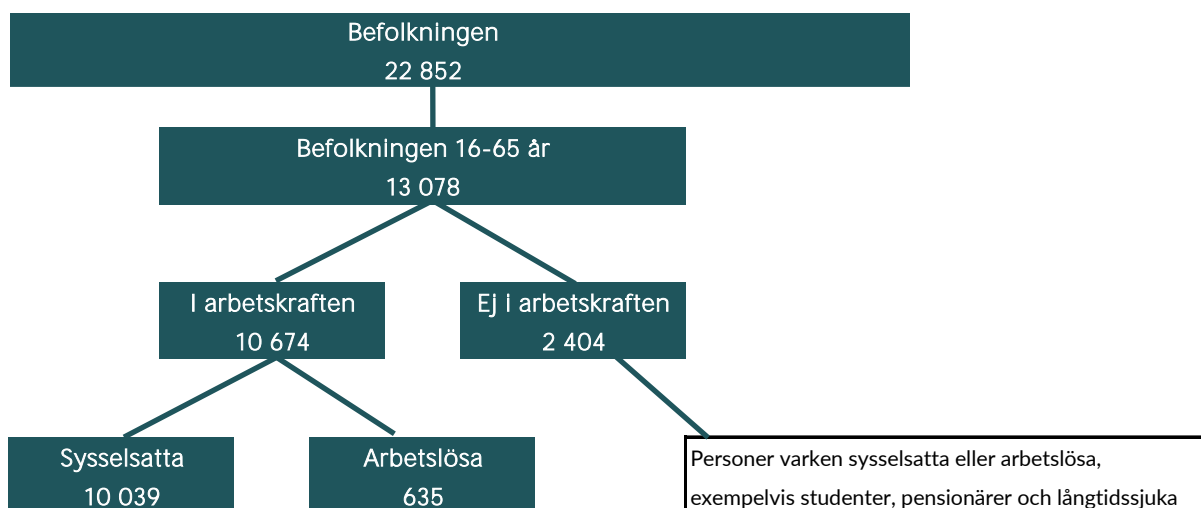 Befolkningen
22 852
Befolkningen 16-65 år
13 078
I arbetskraften
10 674
Ej i arbetskraften
2 404
Sysselsatta
10 039
Arbetslösa
635
Personer varken sysselsatta eller arbetslösa,
exempelvis studenter, pensionärer och långtidssjuka